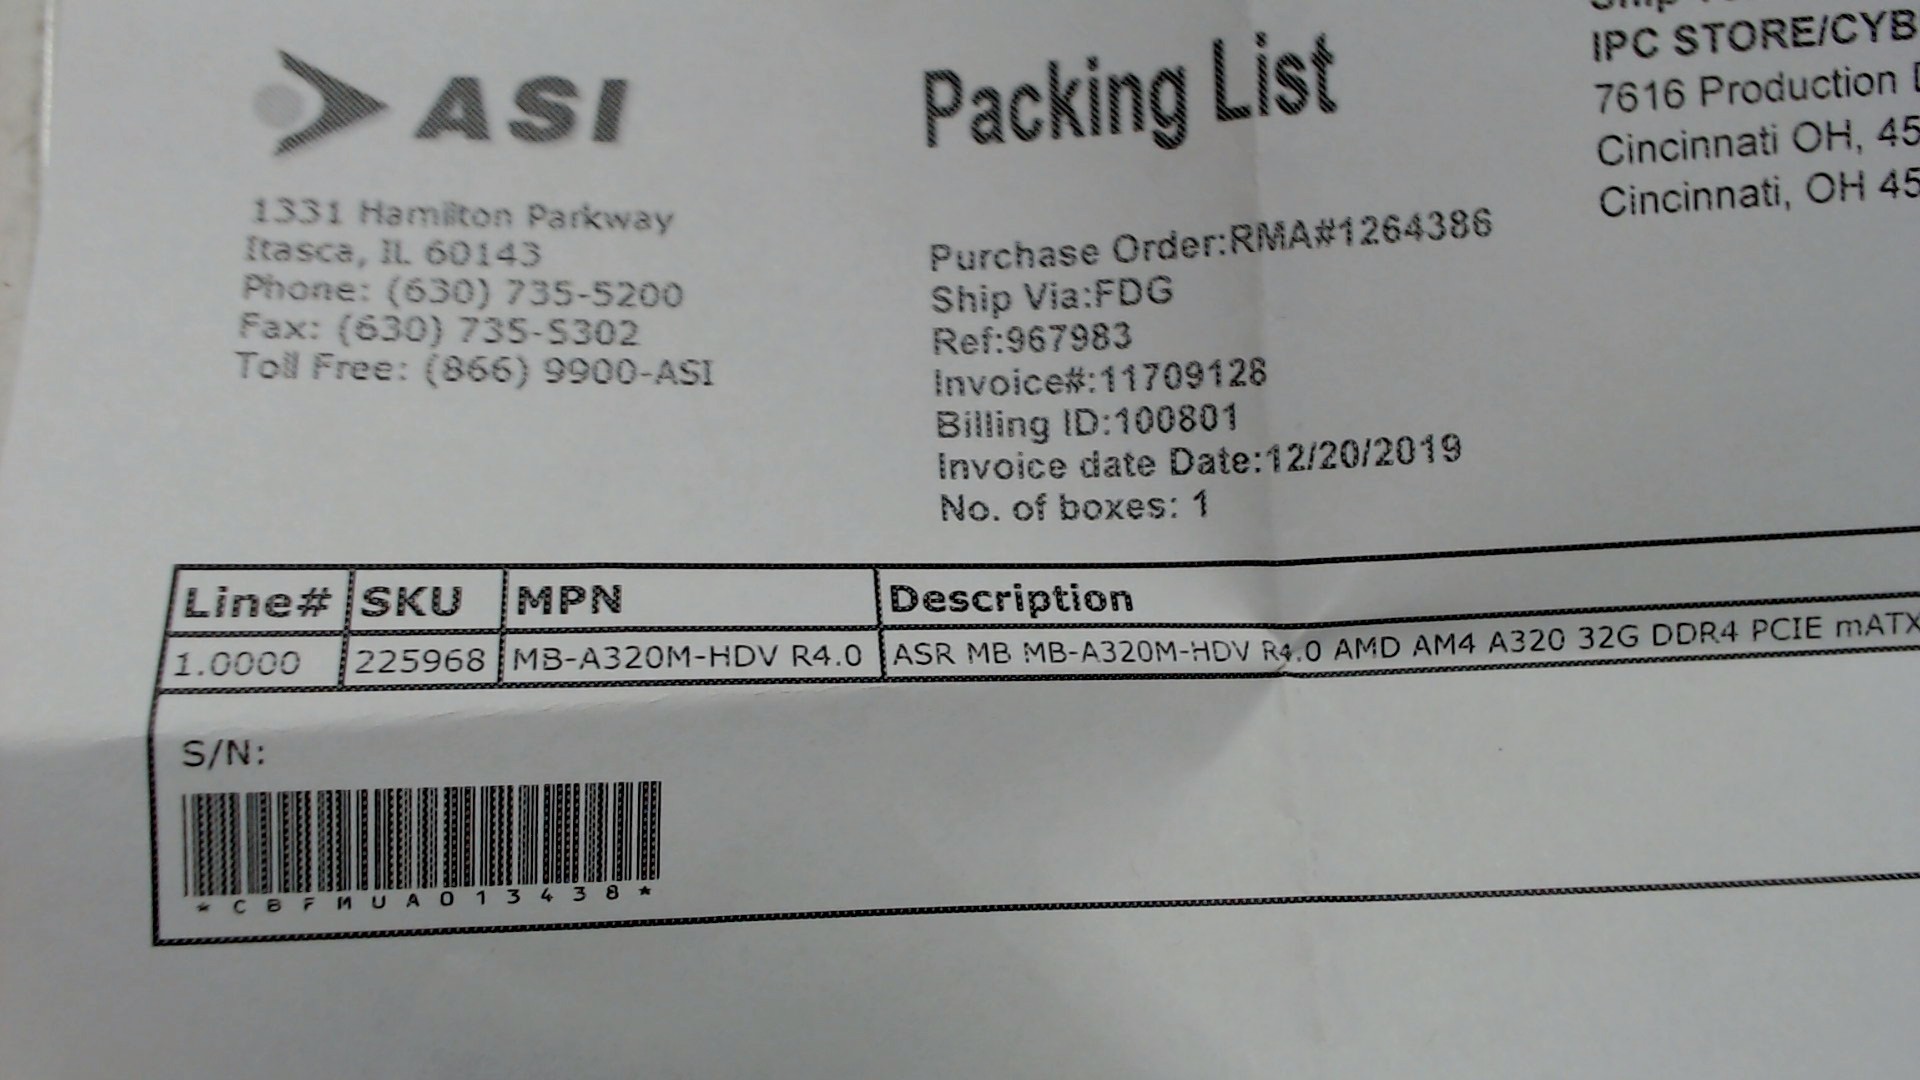 ASI
1331 Hamilton Parkway
Itasca, IL 60143
Phone: (630) 735-5200
Fax: (630) 735-5302
Toll Free: (866) 9900-ASI
Packing List
Purchase Order:RMA#1264386
Ship Via:FDG
Ref:967983
Invoice#:11709128
Billing ID:100801
Invoice date Date:12/20/2019
No. of boxes: 1
Ship
IPC STORE/CYB
7616 Production
Cincinnati OH, 45
Cincinnati, OH 45
Line# SKU MPN Description
1.0000 225968 MB-A320M-HDV R4.0 ASR MB MB-A320M-HDV R4.0 AMD AM4 A320 32G DDR4 PCIE mATX
S/N:
*CBFMUA013438*